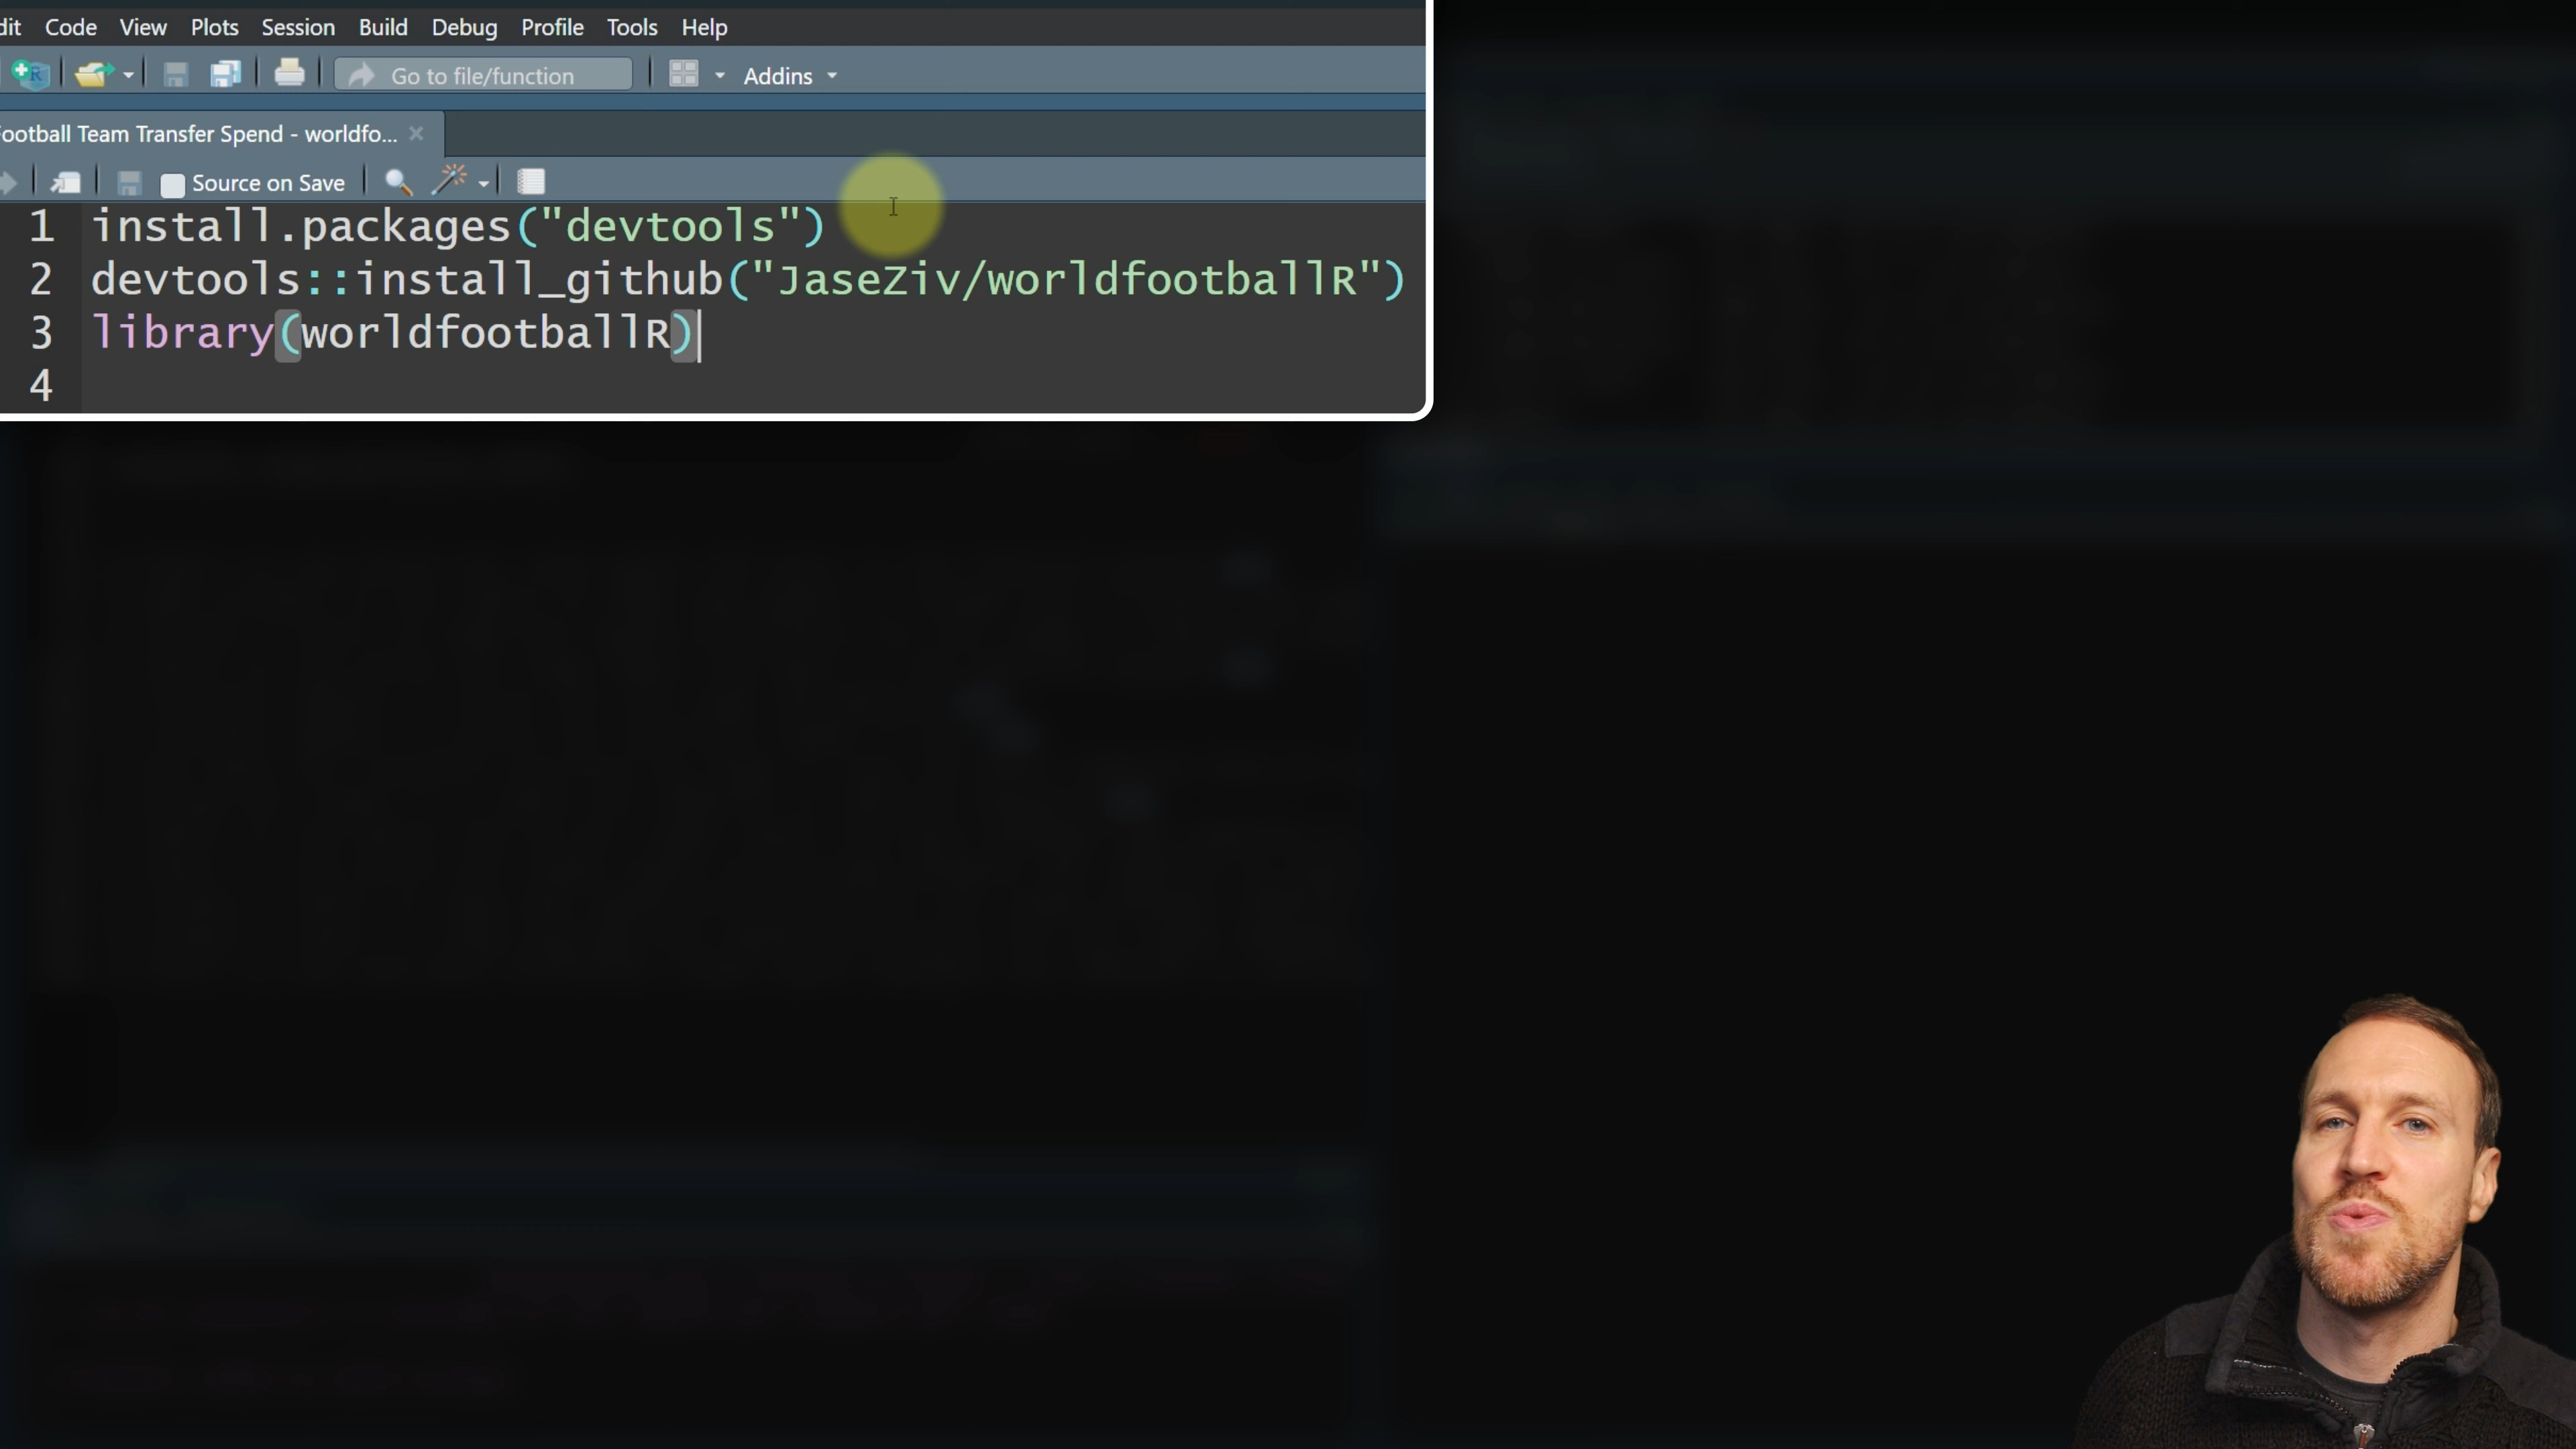 Code View Plots Session Build Debug Profile Tools Help
Go to file/function Addins
ootball Team Transfer Spend - worldfo...
Source on Save
1 install.packages("devtools")
2 devtools::install_github("JaseZiv/worldfootballR")
3 library(worldfootballR)
4